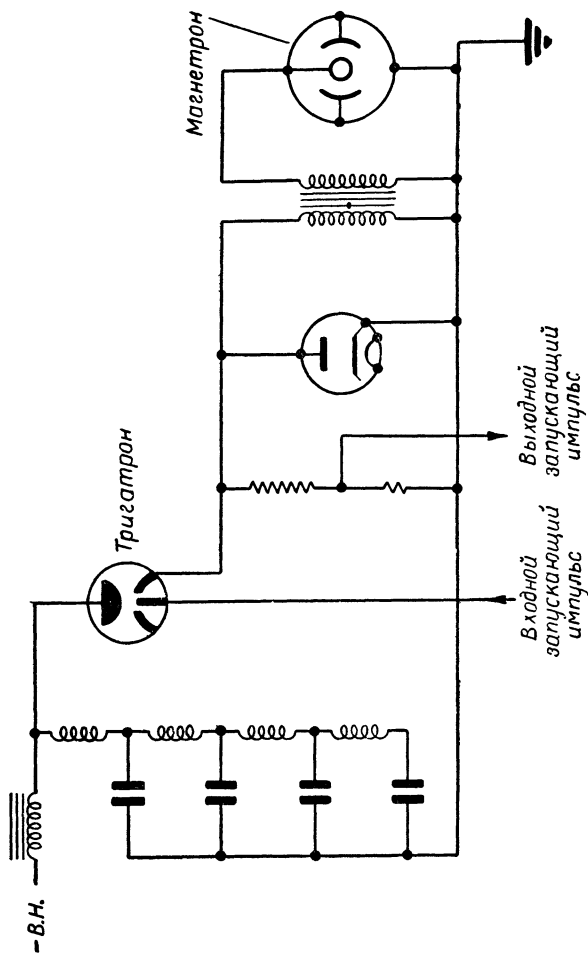 Магнетрон
Тригатрон
Выходной
запускающий
импульс
Входной
запускающий
импульс
– В.Н.